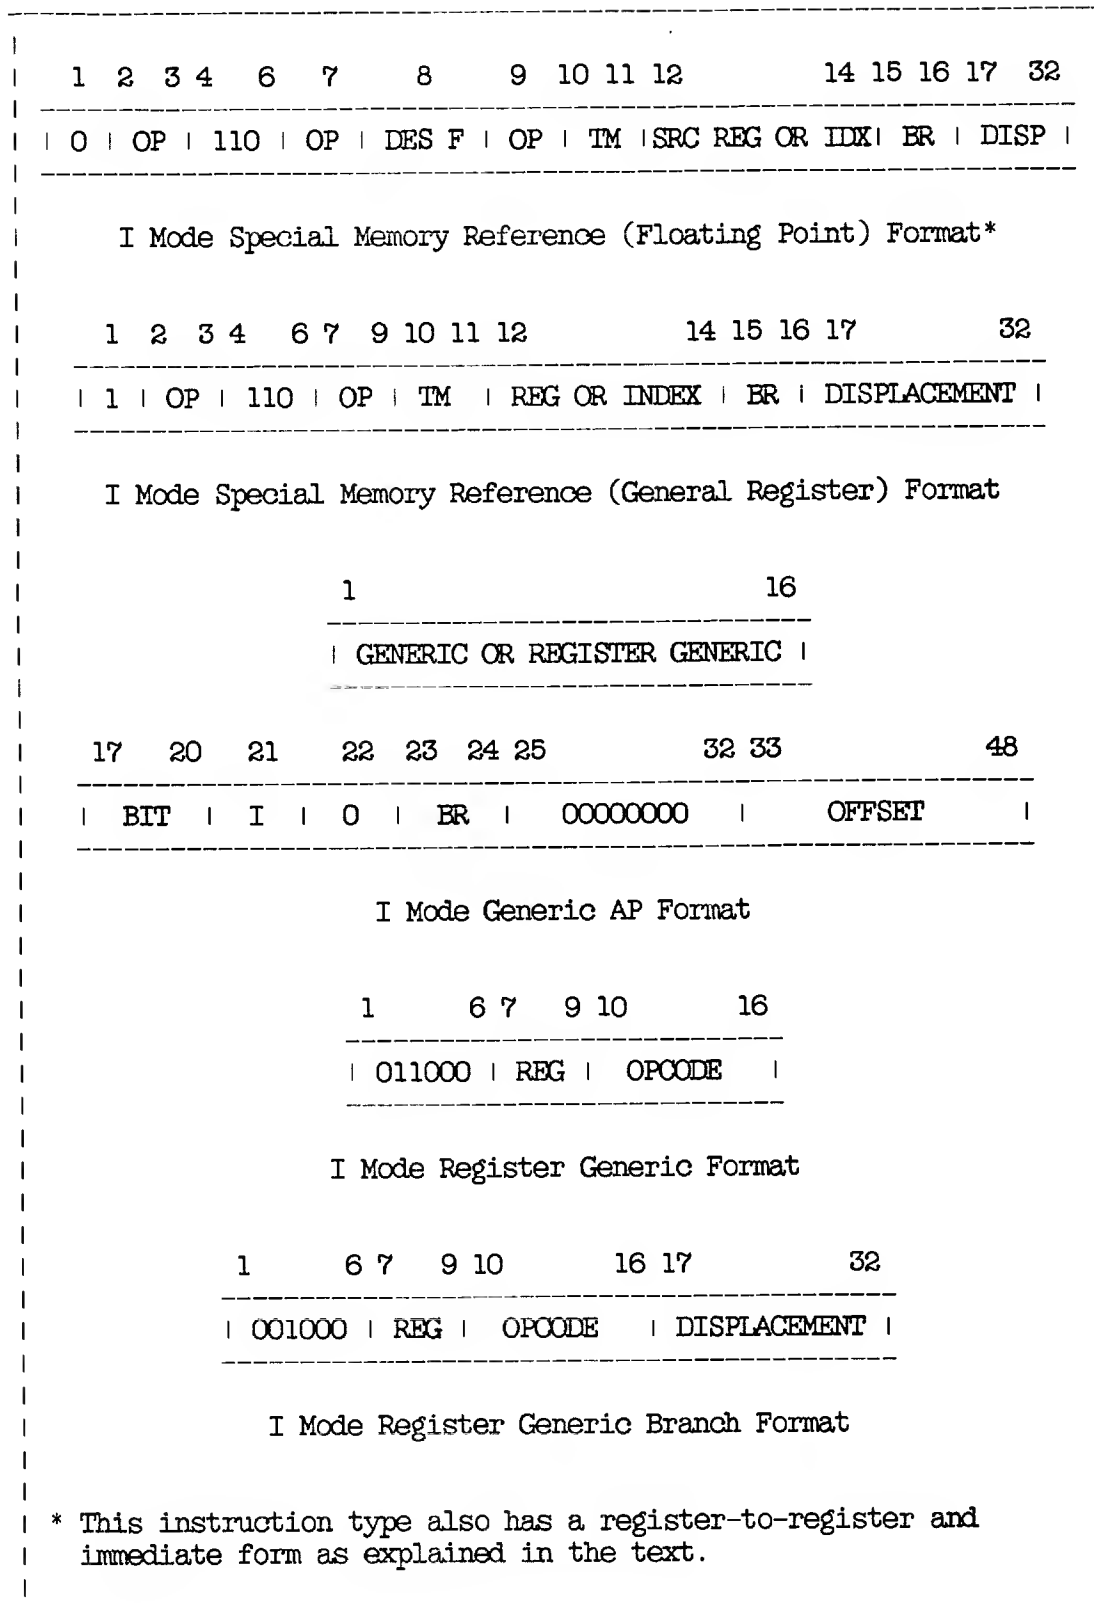 1 2 3 4 6 7 8 9 10 11 12 14 15 16 17 32
| 0 | OP | 110 | OP | DES F | OP | TM |SRC REG OR IDX| BR | DISP |
I Mode Special Memory Reference (Floating Point) Format*
1 2 3 4 6 7 9 10 11 12 14 15 16 17 32
| 1 | OP | 110 | OP | TM | REG OR INDEX | BR | DISPLACEMENT |
I Mode Special Memory Reference (General Register) Format
1 16
| GENERIC OR REGISTER GENERIC |
17 20 21 22 23 24 25 32 33 48
| BIT | I | 0 | BR | 00000000 | OFFSET |
I Mode Generic AP Format
1 6 7 9 10 16
| 011000 | REG | OPCODE |
I Mode Register Generic Format
1 6 7 9 10 16 17 32
| 001000 | REG | OPCODE | DISPLACEMENT |
I Mode Register Generic Branch Format
* This instruction type also has a register-to-register and
immediate form as explained in the text.